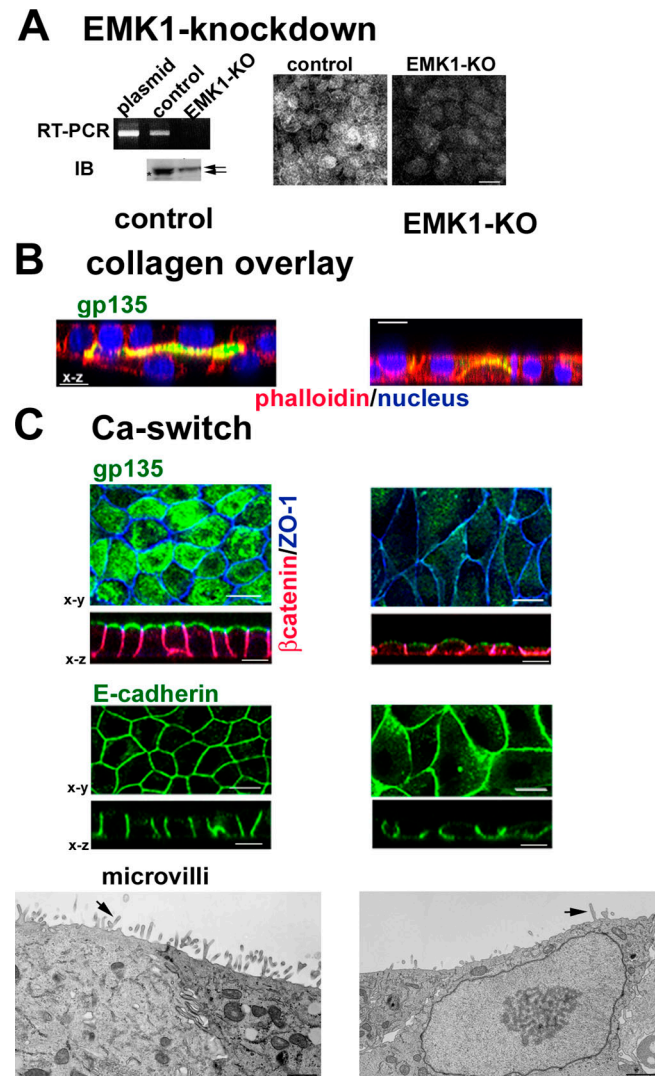 A EMK1-knockdown
plasmid
control
EMK1-KO
RT-PCR
IB
*
control EMK1-KO
control EMK1-KO
B collagen overlay
gp135
x-z
phalloidin/nucleus
C Ca-switch
gp135
βcatenin/ZO-1
x-y
x-z
E-cadherin
x-y
x-z
microvilli